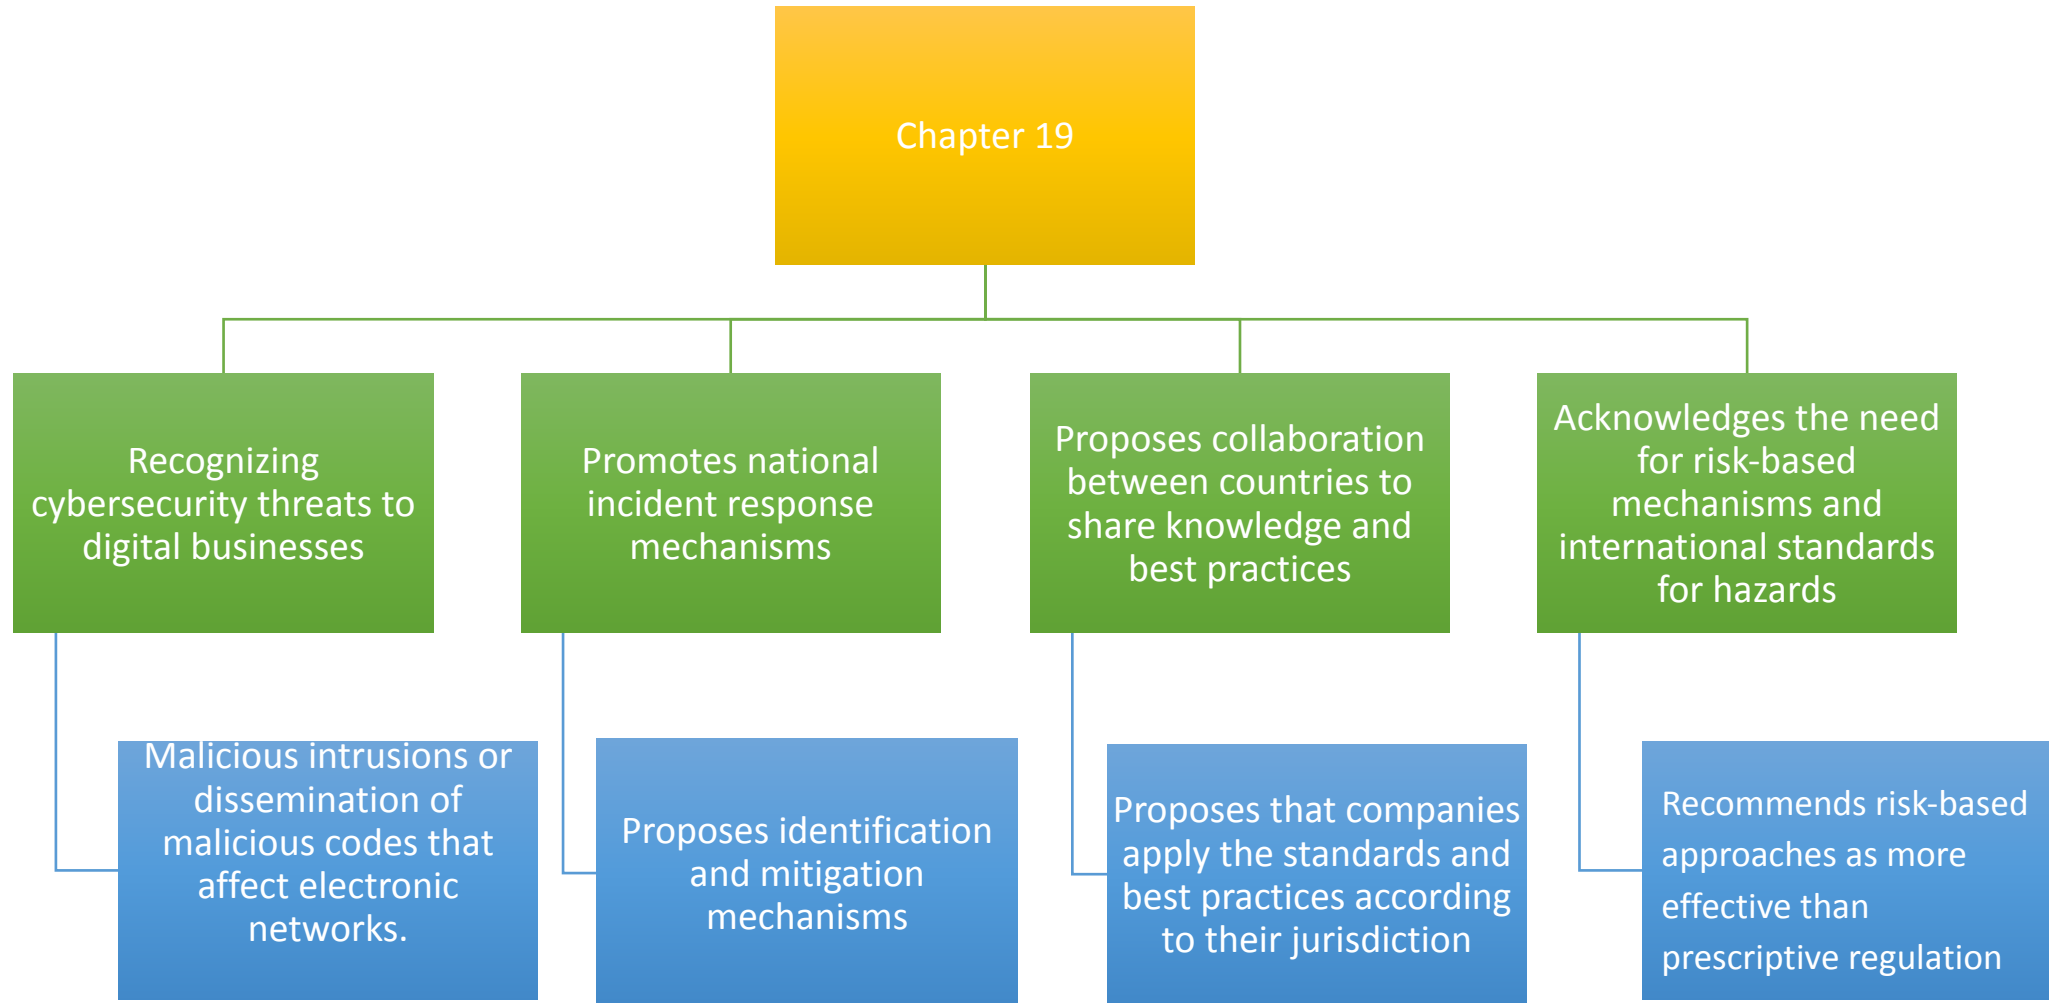 Chapter 19
Recognizing
cybersecurity threats to
digital businesses
Promotes national
incident response
mechanisms
Proposes collaboration
between countries to
share knowledge and
best practices
Acknowledges the need
for risk-based
mechanisms and
international standards
for hazards
Malicious intrusions or
dissemination of
malicious codes that
affect electronic
networks.
Proposes identification
and mitigation
mechanisms
Proposes that companies
apply the standards and
best practices according
to their jurisdiction
Recommends risk-based
approaches as more
effective than
prescriptive regulation